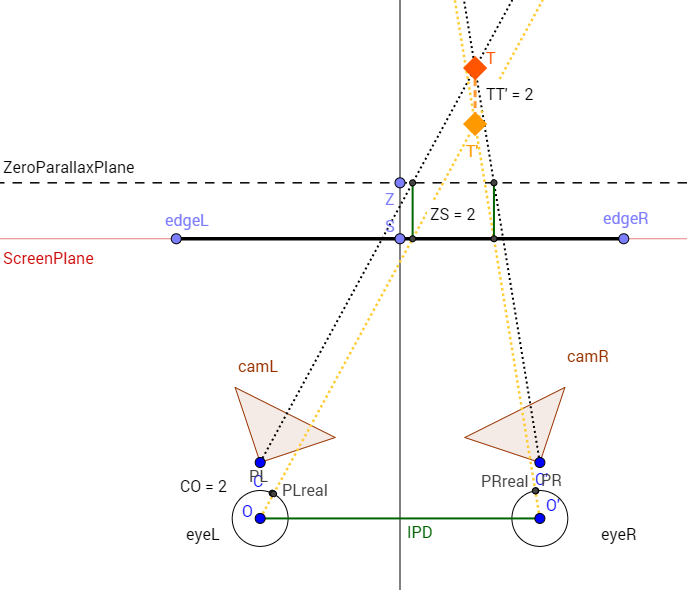 T
TT' = 2
T'
ZeroParallaxPlane
Z
ZS = 2
edgeL
S
edgeR
ScreenPlane
camL
camR
PL
C
CO = 2
PLreal
PRreal
C'
PR
O
O'
eyeL
IPD
eyeR